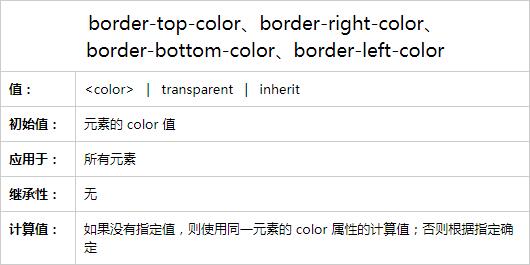 border-top-color、border-right-color、
border-bottom-color、border-left-color
值： <color> | transparent | inherit
初始值： 元素的 color 值
应用于： 所有元素
继承性： 无
计算值： 如果没有指定值，则使用同一元素的 color 属性的计算值；否则根据指定确
定